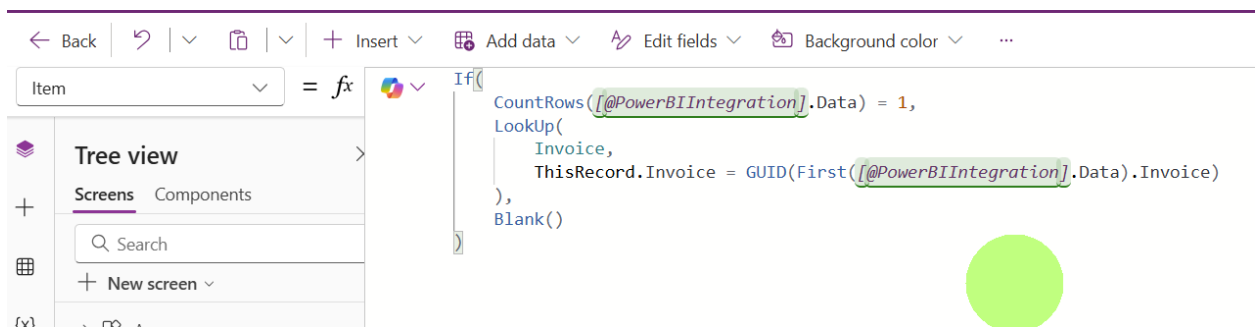 Back Insert Add data Edit fields Background color ...
Item = fx
If(
CountRows([@PowerBIIntegration].Data) = 1,
LookUp(
Invoice,
ThisRecord.Invoice = GUID(First([@PowerBIIntegration].Data).Invoice)
),
Blank()
)
Tree view
Screens Components
Search
+ New screen
{x}